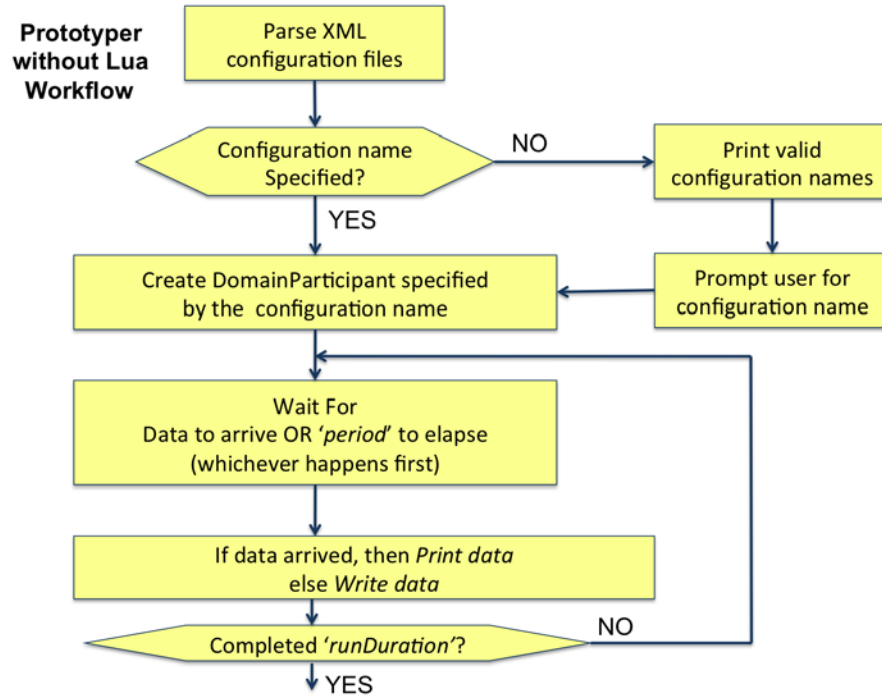 Prototyper
without Lua
Workflow
Parse XML
configuration files
Configuration name
Specified?
NO
Print valid
configuration names
YES
Create DomainParticipant specified
by the  configuration name
Prompt user for
configuration name
Wait For
Data to arrive OR ‘period’ to elapse
(whichever happens first)
If data arrived, then Print data
else Write data
Completed ‘runDuration’?
NO
YES